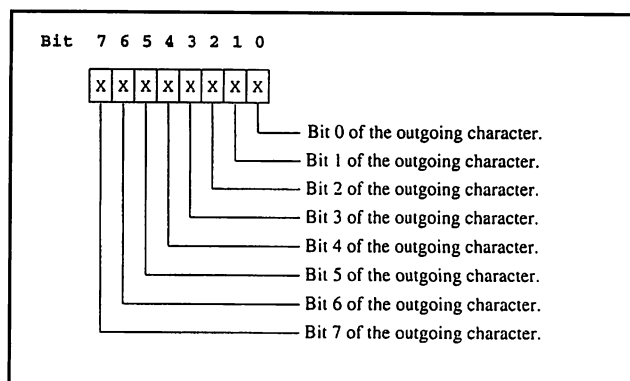 Bit 7 6 5 4 3 2 1 0
X X X X X X X X
Bit 0 of the outgoing character.
Bit 1 of the outgoing character.
Bit 2 of the outgoing character.
Bit 3 of the outgoing character.
Bit 4 of the outgoing character.
Bit 5 of the outgoing character.
Bit 6 of the outgoing character.
Bit 7 of the outgoing character.